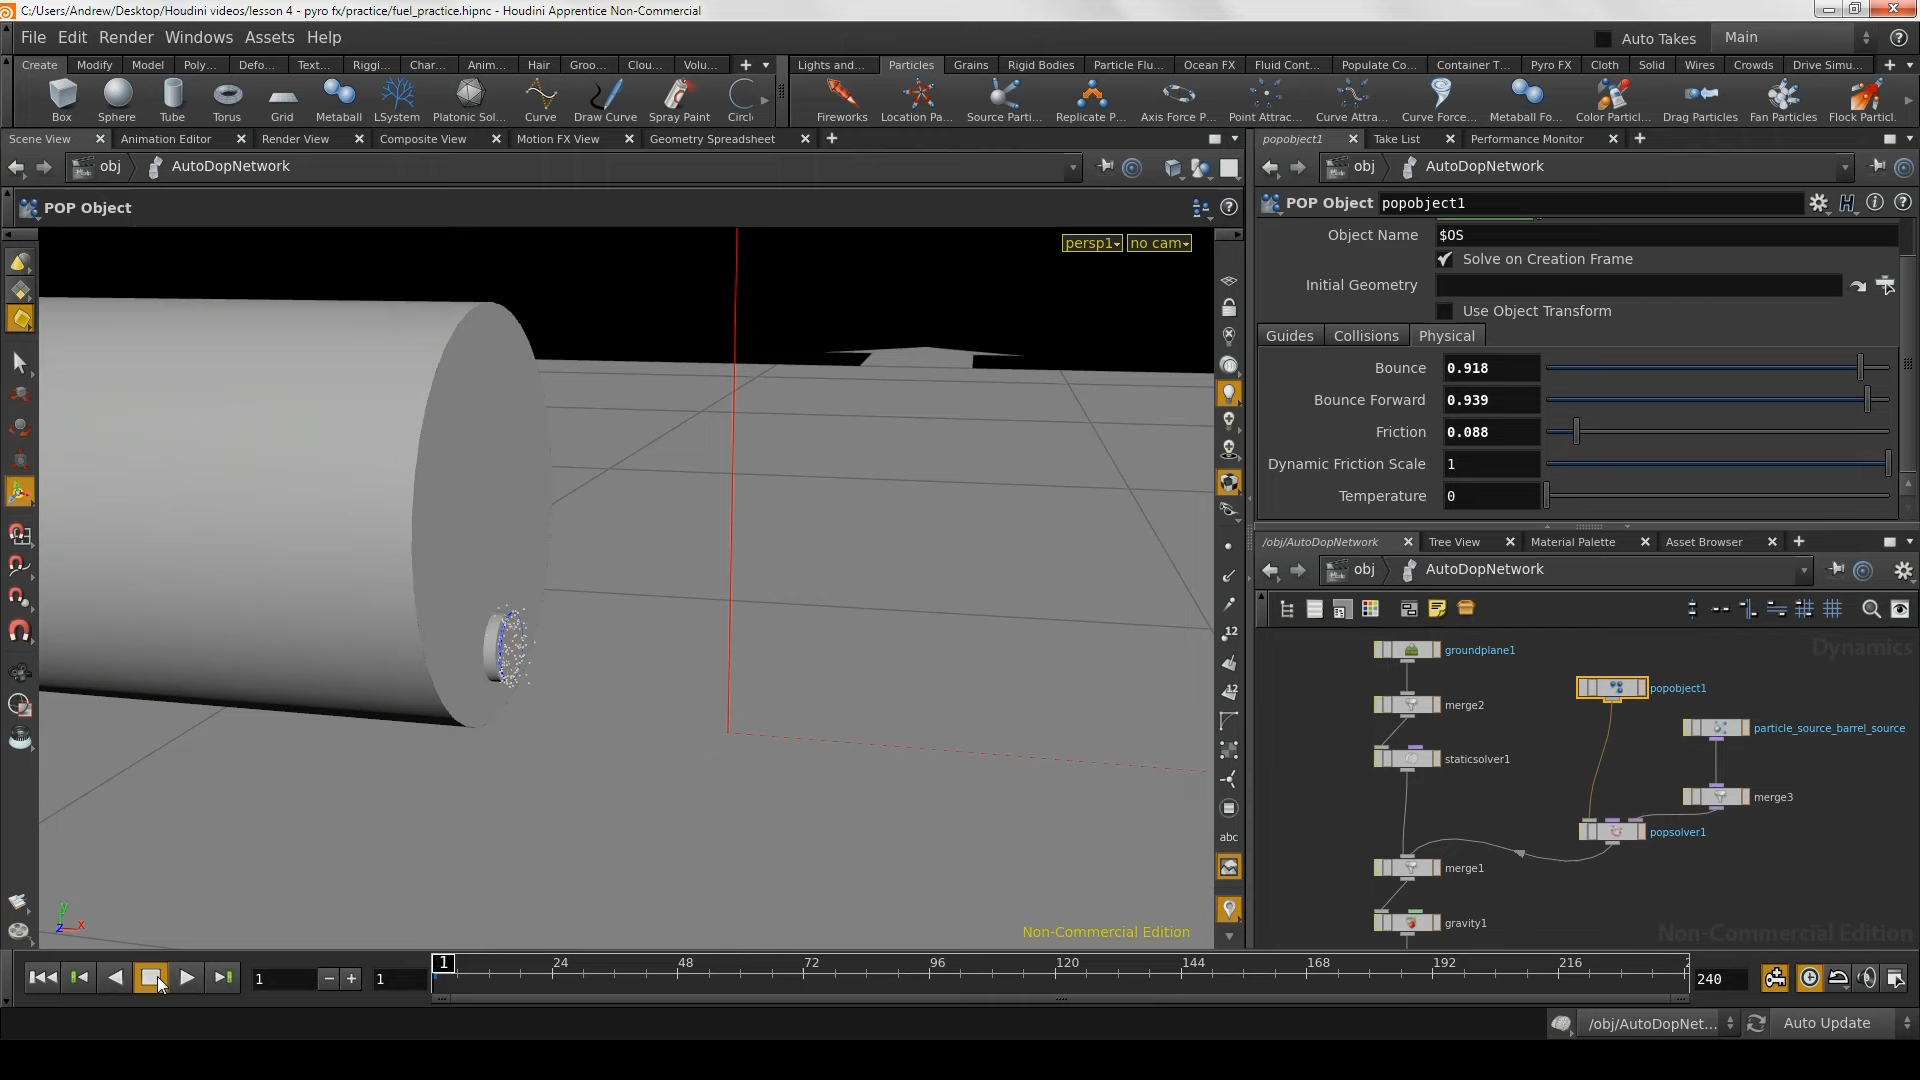 C:/Users/Andrew/Desktop/Houdini videos/lesson 4 - pyro fx/practice/fuel_practice.hipnc - Houdini Apprentice Non-Commercial
File Edit Render Windows Assets Help
Auto Takes Main
Create Modify Model Poly... Defo... Text... Riggi... Char... Anim... Hair Groo... Clou... Volu...
Lights and... Particles Grains Rigid Bodies Particle Flu... Ocean FX Fluid Cont... Populate Co... Container T... Pyro FX Cloth Solid Wires Crowds Drive Simu...
Box Sphere Tube Torus Grid Metaball LSystem Platonic Sol... Curve Draw Curve Spray Paint Circl
Fireworks Location Pa... Source Parti... Replicate P... Point Attrac... Axis Force P... Curve Attra... Curve Force... Metaball Fo... Color Particl... Drag Particles Fan Particles Flock Particl.
Scene View Animation Editor Render View Composite View Motion FX View Geometry Spreadsheet
popobject1 Take List Performance Monitor
obj AutoDopNetwork
obj AutoDopNetwork
POP Object
POP Object popobject1
persp1 no cam
Object Name $OS
Solve on Creation Frame
Initial Geometry
Use Object Transform
Guides Collisions Physical
Bounce 0.918
Bounce Forward 0.939
Friction 0.088
Dynamic Friction Scale 1
Temperature 0
/obj/AutoDopNetwork Tree View Material Palette Asset Browser
obj AutoDopNetwork
Dynamics
groundplane1
popobject1
merge2
particle_source_barrel_source
staticsolver1
merge3
popsolver1
merge1
gravity1
Non-Commercial Edition
12
12
abc
y
z x
Non-Commercial Edition
1 1 1 24 48 72 96 120 144 168 192 216 2 240
/obj/AutoDopNet... Auto Update